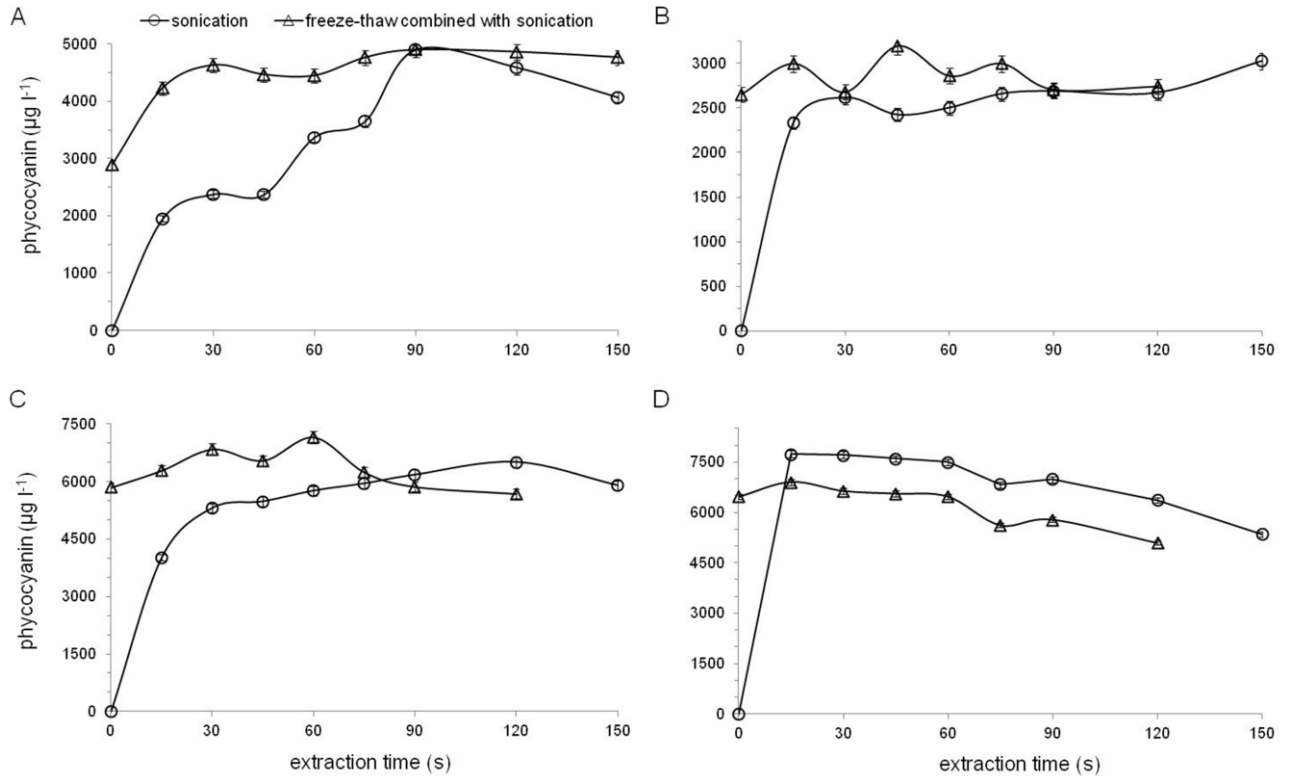 A
sonication
freeze-thaw combined with sonication
5000
4000
3000
2000
1000
0
phycocyanin (µg l-1)
0 30 60 90 120 150
B
3000
2500
2000
1500
1000
500
0
0 30 60 90 120 150
C
7500
6000
4500
3000
1500
0
phycocyanin (µg l-1)
0 30 60 90 120 150
extraction time (s)
D
7500
6000
4500
3000
1500
0
0 30 60 90 120 150
extraction time (s)